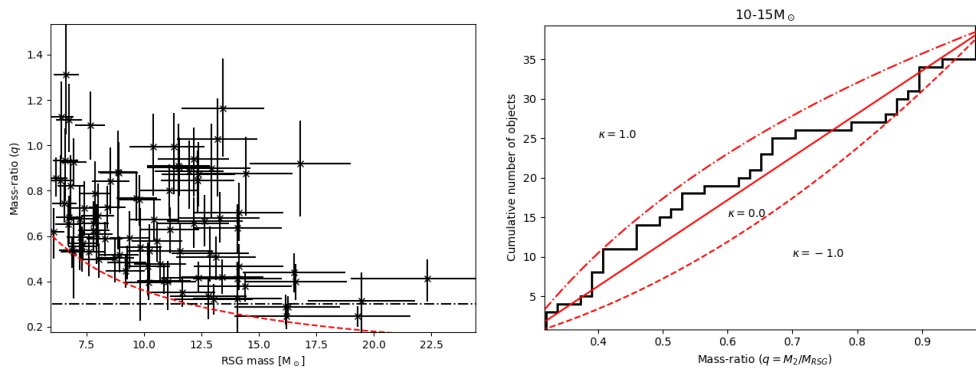 1.4
1.2
1.0
0.8
0.6
0.4
0.2
Mass-ratio (q)
7.5 10.0 12.5 15.0 17.5 20.0 22.5
RSG mass [M⊙]
10-15M⊙
35
30
25
20
15
10
5
Cumulative number of objects
κ = 1.0
κ = 0.0
κ = − 1.0
0.4 0.5 0.6 0.7 0.8 0.9
Mass-ratio (q = M₂/M_RSG)